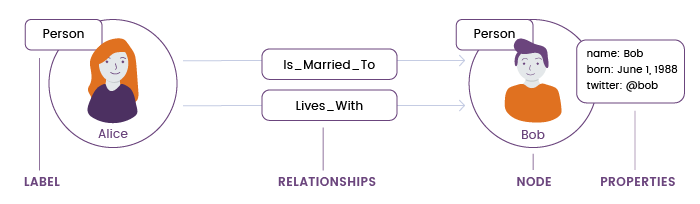 Person
Alice
Is_Married_To
Lives_With
Person
Bob
name: Bob
born: June 1, 1988
twitter: @bob
LABEL
RELATIONSHIPS
NODE
PROPERTIES